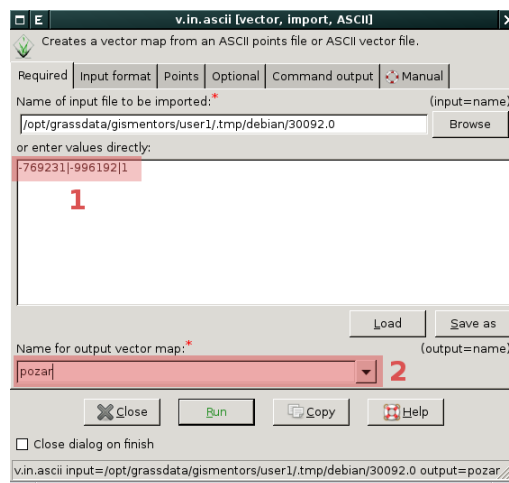 v.in.ascii [vector, import, ASCII]
Creates a vector map from an ASCII points file or ASCII vector file.
Required Input format Points Optional Command output Manual
Name of input file to be imported:* (input=name)
/opt/grassdata/gismentors/user1/.tmp/debian/30092.0 Browse
or enter values directly:
-769231|-996192|1
1
Load Save as
Name for output vector map:* (output=name)
pozar 2
Close Run Copy Help
Close dialog on finish
v.in.ascii input=/opt/grassdata/gismentors/user1/.tmp/debian/30092.0 output=pozar